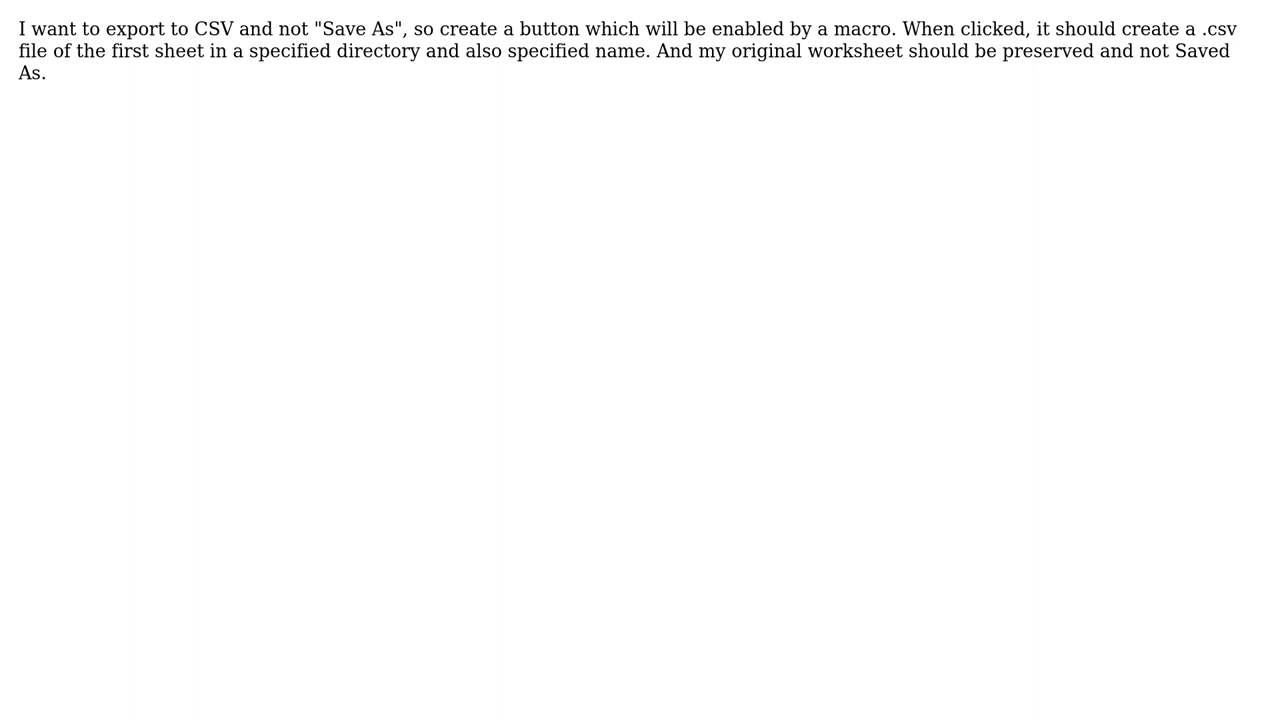 I want to export to CSV and not "Save As", so create a button which will be enabled by a macro. When clicked, it should create a .csv
file of the first sheet in a specified directory and also specified name. And my original worksheet should be preserved and not Saved
As.